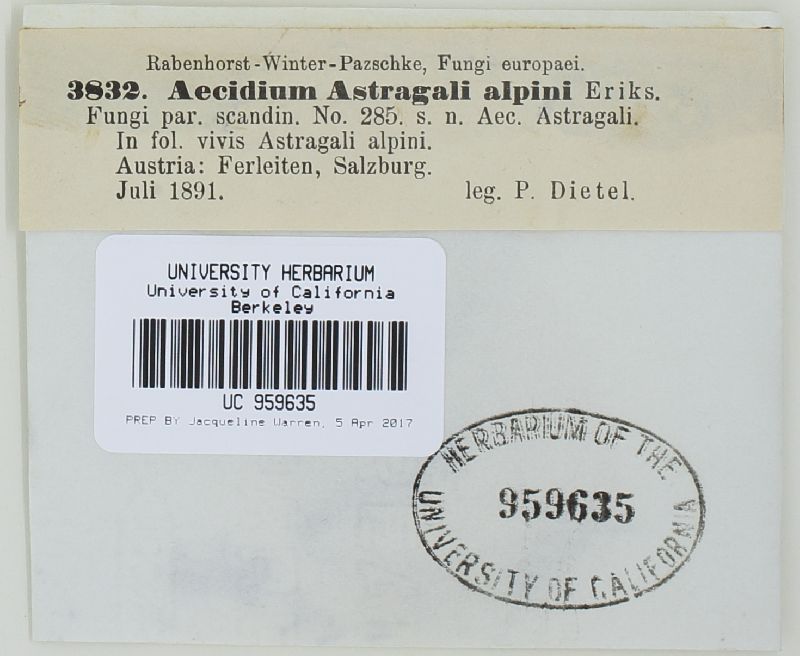 Rabenhorst-Winter-Pazschke, Fungi europaei.
3832. Aecidium Astragali alpini Eriks.
Fungi par. scandin. No. 285. s. n. Aec. Astragali.
In fol. vivis Astragali alpini.
Austria: Ferleiten, Salzburg.
Juli 1891. leg. P. Dietel.
UNIVERSITY HERBARIUM
University of California
Berkeley
UC 959635
PREP BY Jacqueline Warren, 5 Apr 2017
HERBARIUM OF THE
959635
UNIVERSITY OF CALIFORNIA